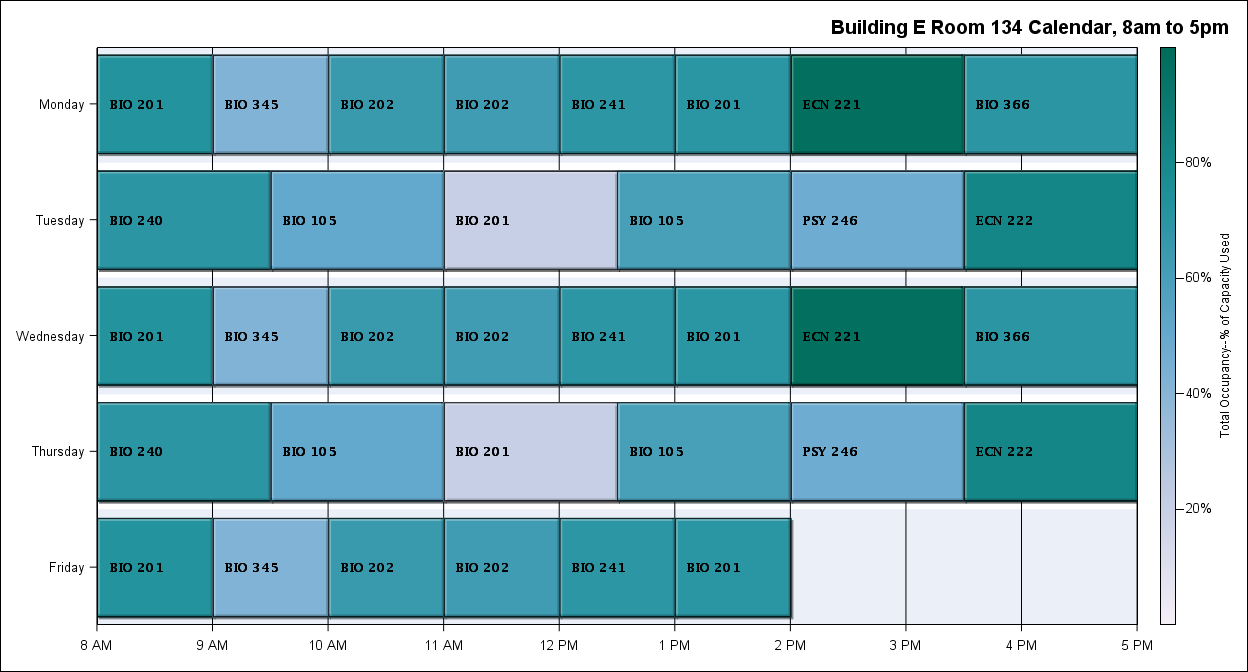 Building E Room 134 Calendar, 8am to 5pm
Monday
BIO 201
BIO 345
BIO 202
BIO 202
BIO 241
BIO 201
ECN 221
BIO 366
Tuesday
BIO 240
BIO 105
BIO 201
BIO 105
PSY 246
ECN 222
Wednesday
BIO 201
BIO 345
BIO 202
BIO 202
BIO 241
BIO 201
ECN 221
BIO 366
Thursday
BIO 240
BIO 105
BIO 201
BIO 105
PSY 246
ECN 222
Friday
BIO 201
BIO 345
BIO 202
BIO 202
BIO 241
BIO 201
8 AM
9 AM
10 AM
11 AM
12 PM
1 PM
2 PM
3 PM
4 PM
5 PM
80%
60%
40%
20%
Total Occupancy--% of Capacity Used